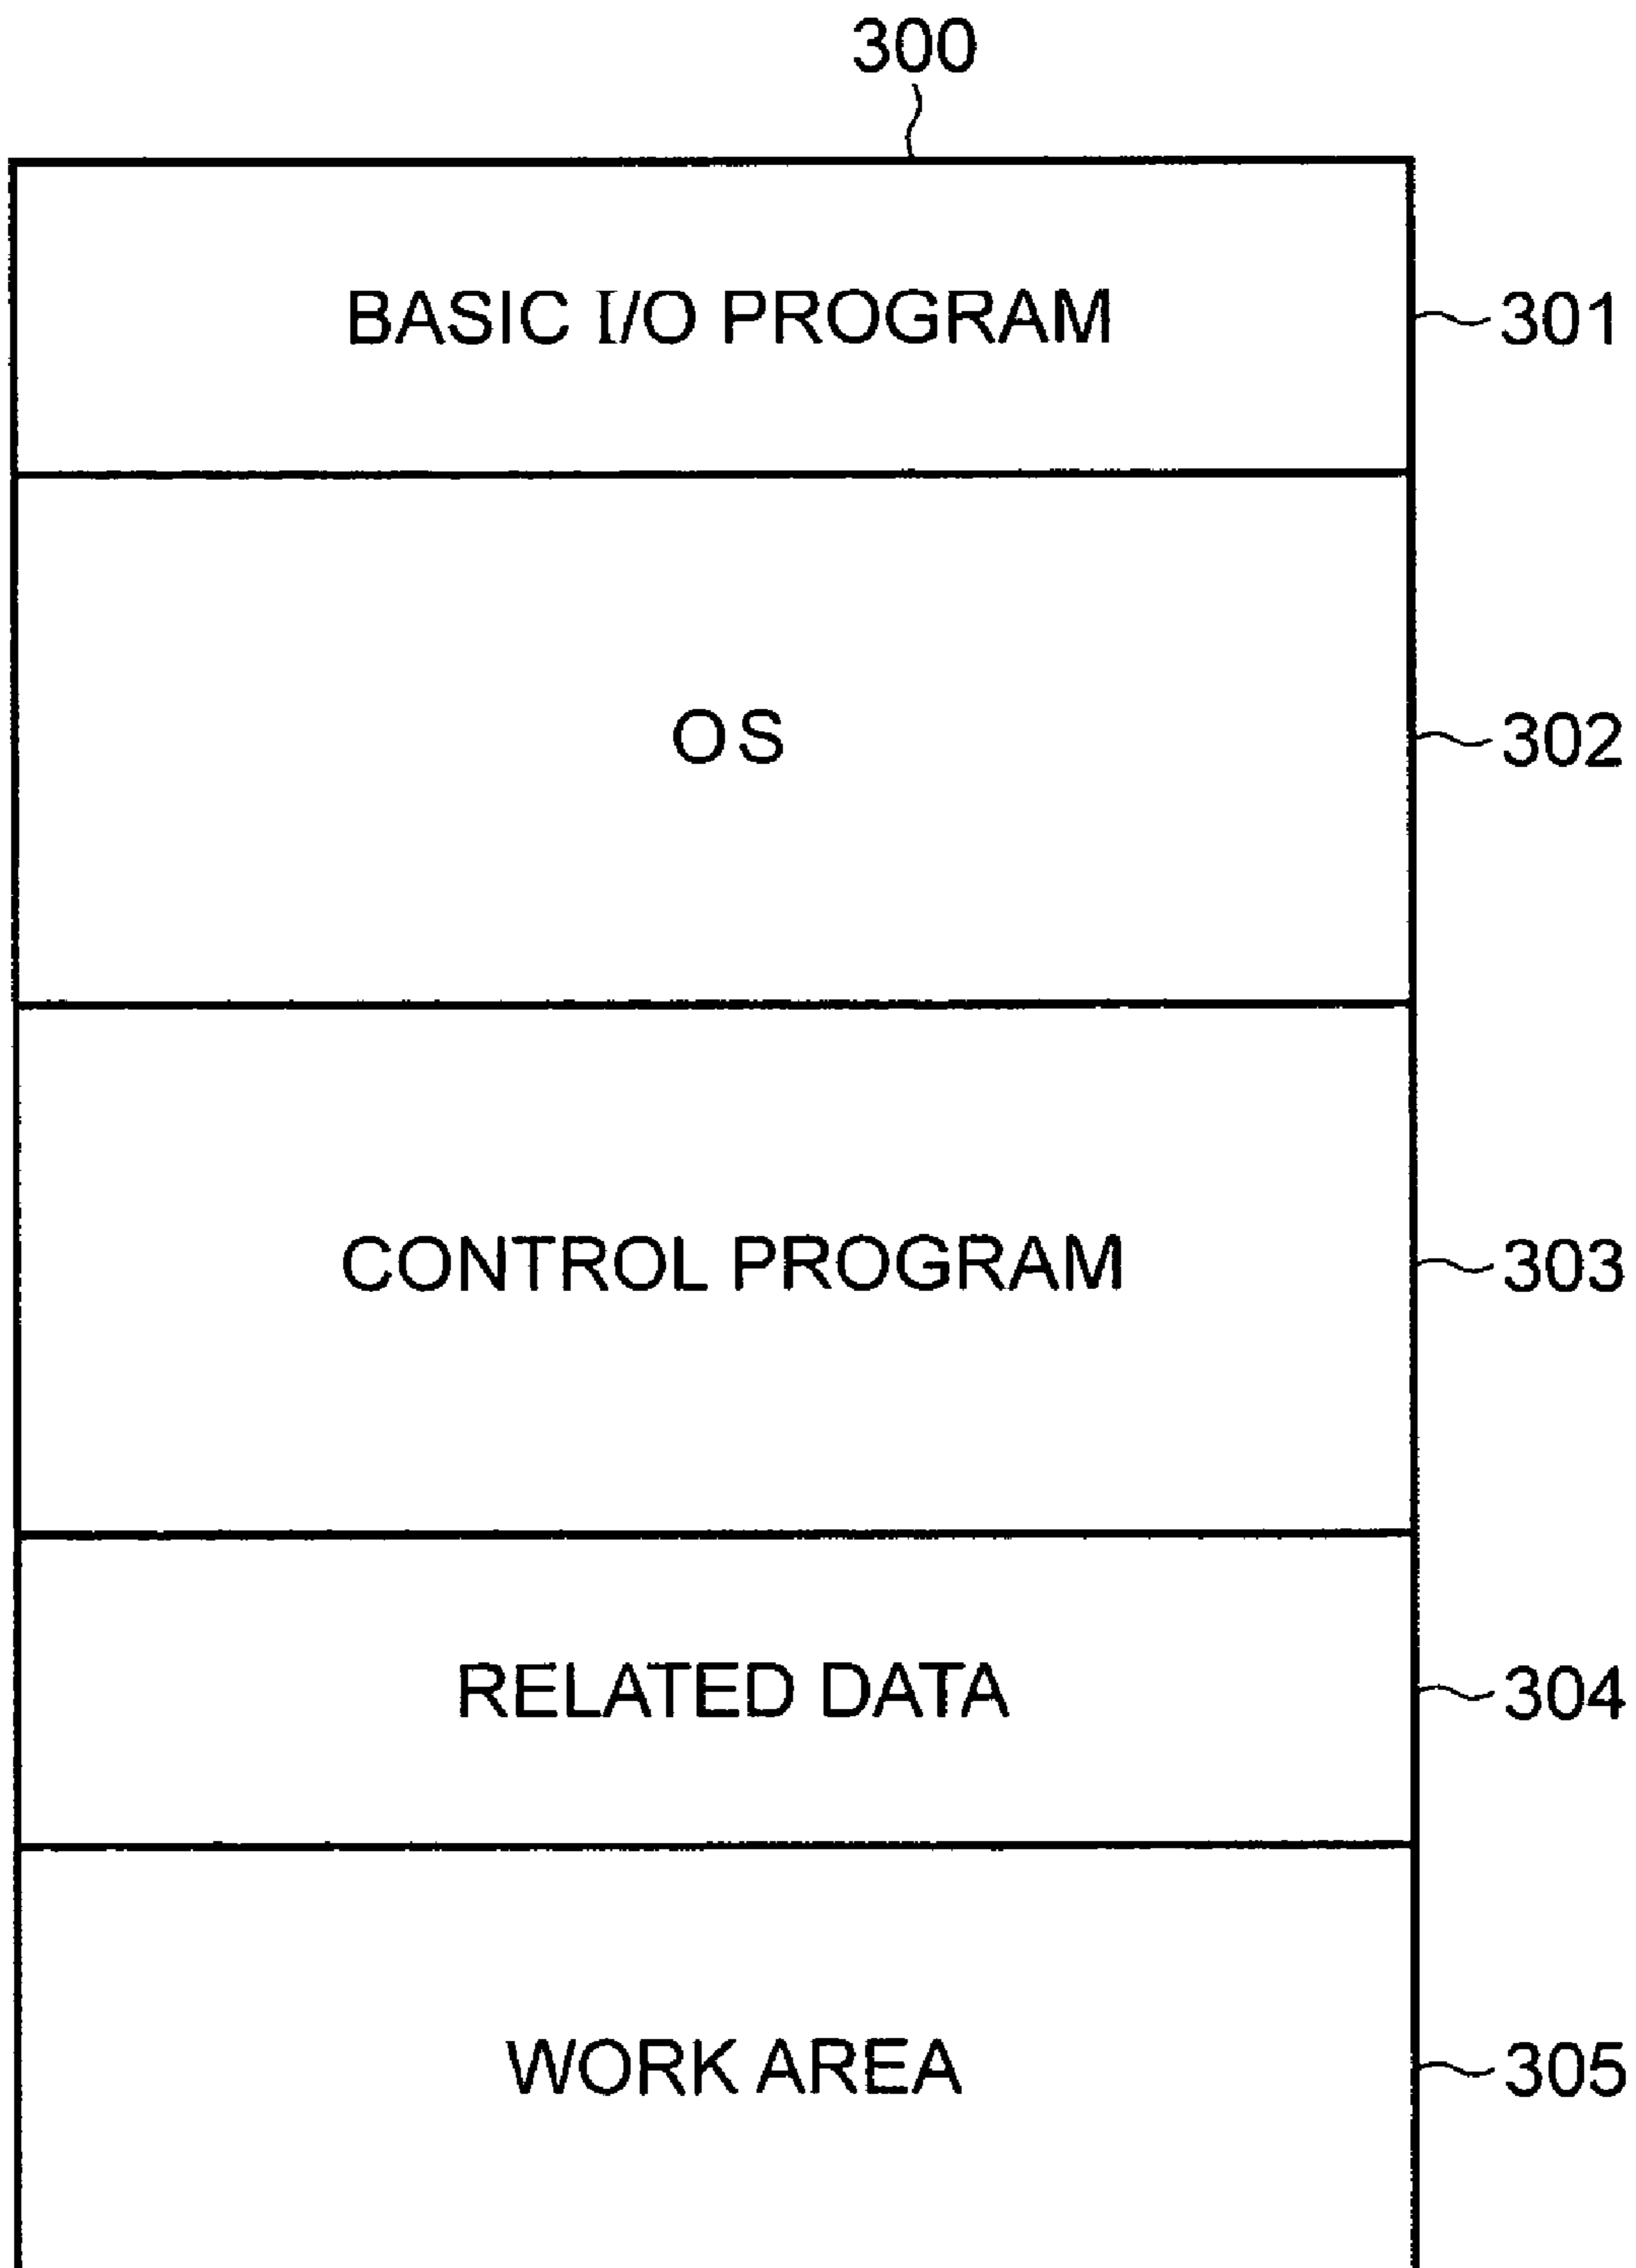 300
BASIC I/O PROGRAM 301
OS 302
CONTROL PROGRAM 303
RELATED DATA 304
WORK AREA 305